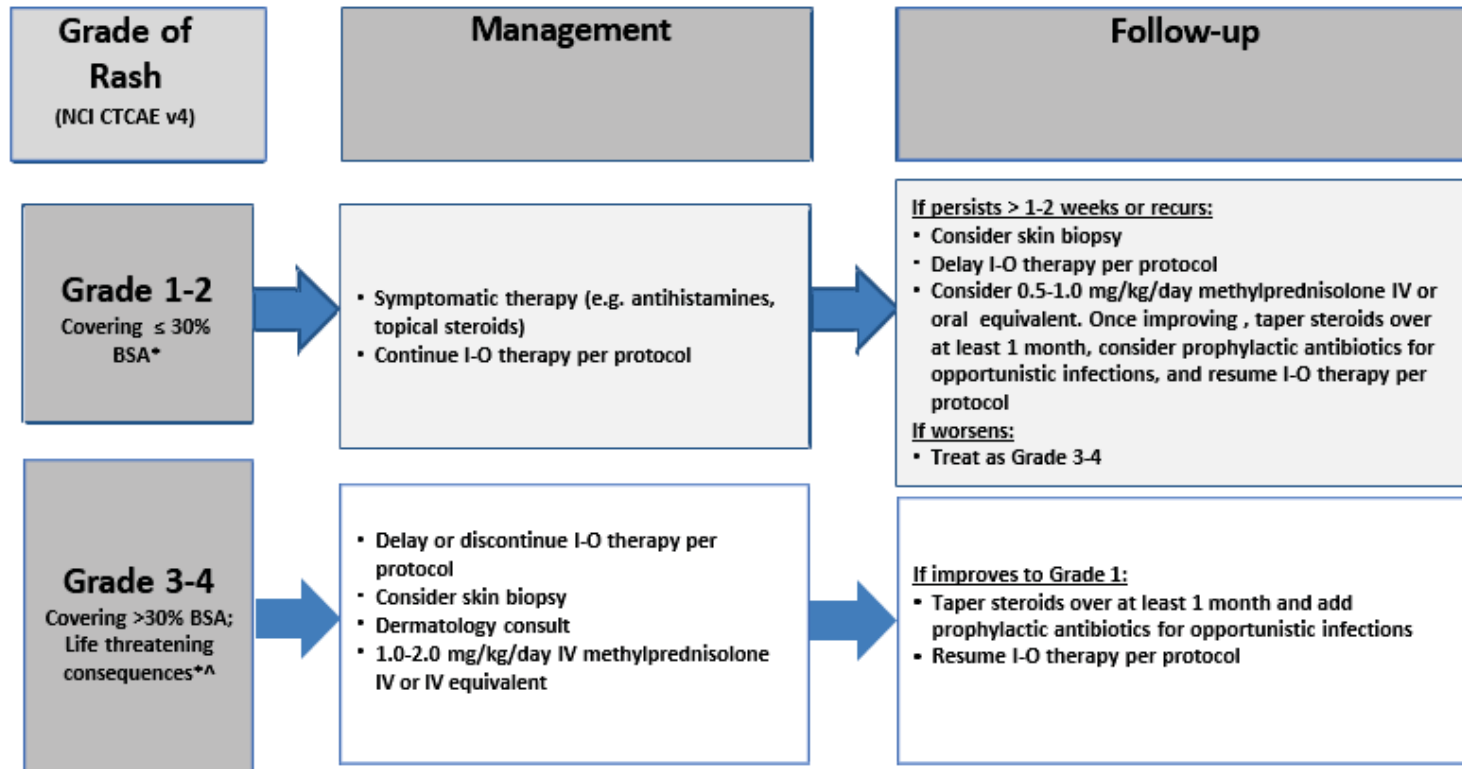 Grade of
Rash
(NCI CTCAE v4)
Management
Follow-up
Grade 1-2
Covering ≤ 30%
BSA*
• Symptomatic therapy (e.g. antihistamines,
topical steroids)
• Continue I-O therapy per protocol
If persists > 1-2 weeks or recurs:
• Consider skin biopsy
• Delay I-O therapy per protocol
• Consider 0.5-1.0 mg/kg/day methylprednisolone IV or
oral equivalent. Once improving , taper steroids over
at least 1 month, consider prophylactic antibiotics for
opportunistic infections, and resume I-O therapy per
protocol
If worsens:
• Treat as Grade 3-4
Grade 3-4
Covering >30% BSA;
Life threatening
consequences*^
• Delay or discontinue I-O therapy per
protocol
• Consider skin biopsy
• Dermatology consult
• 1.0-2.0 mg/kg/day IV methylprednisolone
IV or IV equivalent
If improves to Grade 1:
• Taper steroids over at least 1 month and add
prophylactic antibiotics for opportunistic infections
• Resume I-O therapy per protocol